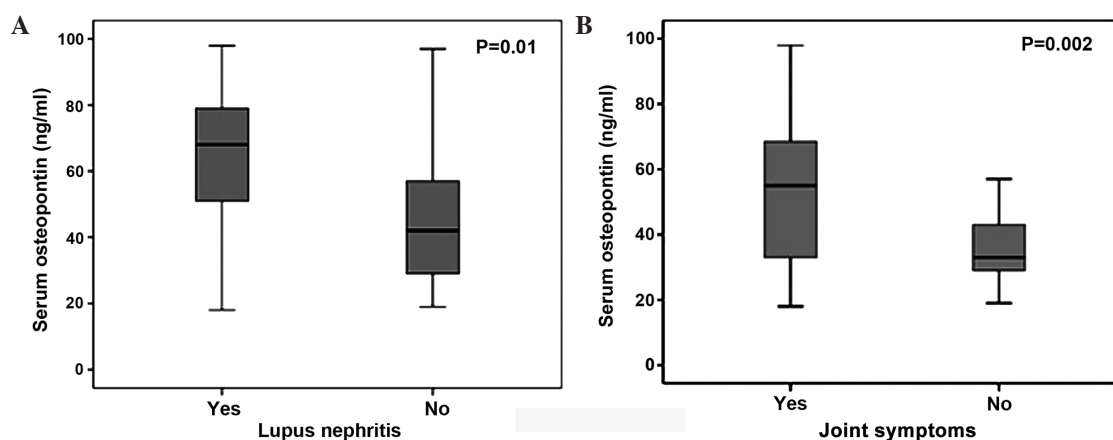 A
Serum osteopontin (ng/ml)
100
80
60
40
20
0
P=0.01
Yes
No
Lupus nephritis
B
Serum osteopontin (ng/ml)
100
80
60
40
20
0
P=0.002
Yes
No
Joint symptoms